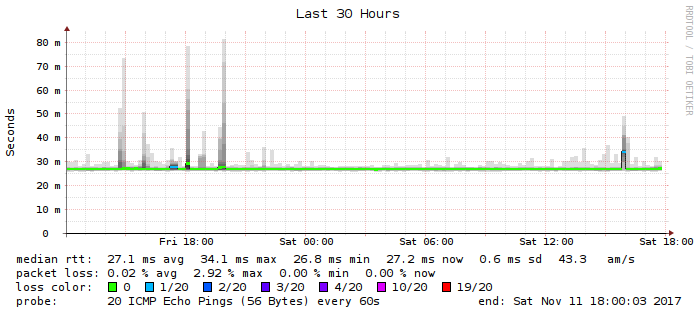 Last 30 Hours
RRDTOOL / TOBI OETIKER
Seconds
80 m
70 m
60 m
50 m
40 m
30 m
20 m
10 m
0
Fri 18:00 Sat 00:00 Sat 06:00 Sat 12:00 Sat 18:00
median rtt: 27.1 ms avg 34.1 ms max 26.8 ms min 27.2 ms now 0.6 ms sd 43.3 am/s
packet loss: 0.02 % avg 2.92 % max 0.00 % min 0.00 % now
loss color: 0 1/20 2/20 3/20 4/20 10/20 19/20
probe: 20 ICMP Echo Pings (56 Bytes) every 60s end: Sat Nov 11 18:00:03 2017